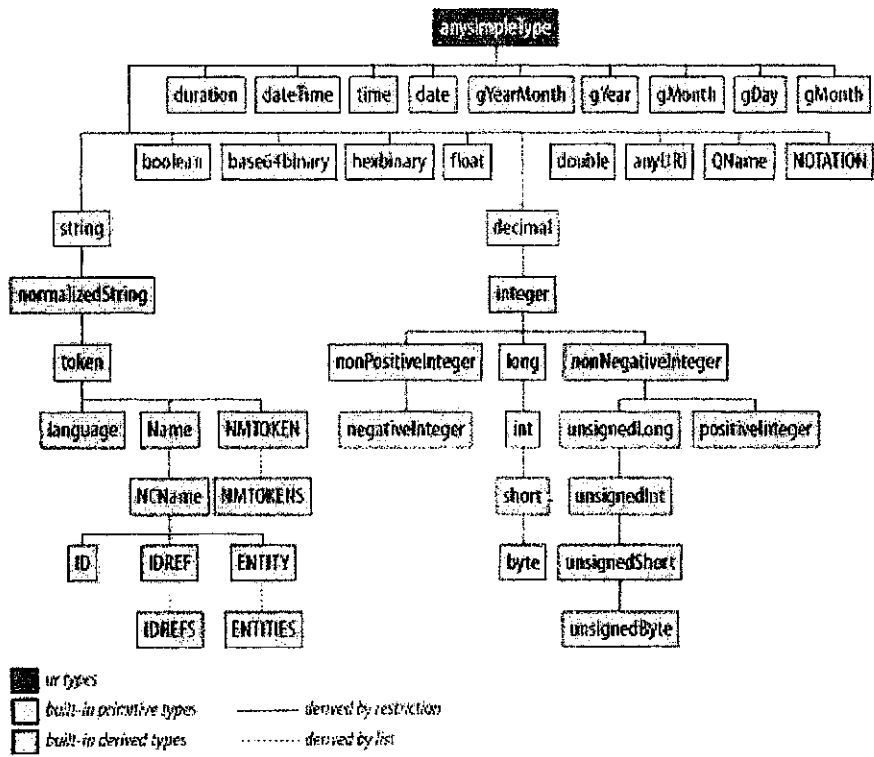 anySimpleType
duration dateTime time date gYearMonth gYear gMonth gDay gMonth
boolean base64binary hexbinary float double anyURI QName NOTATION
string decimal
normalizedString integer
token nonPositiveInteger long nonNegativeInteger
language Name NMTOKEN negativeInteger int unsignedLong positiveInteger
NCName NMTOKENS short unsignedInt
ID IDREF ENTITY byte unsignedShort
IDREFS ENTITIES unsignedByte
ur types
built-in primitive types derived by restriction
built-in derived types derived by list